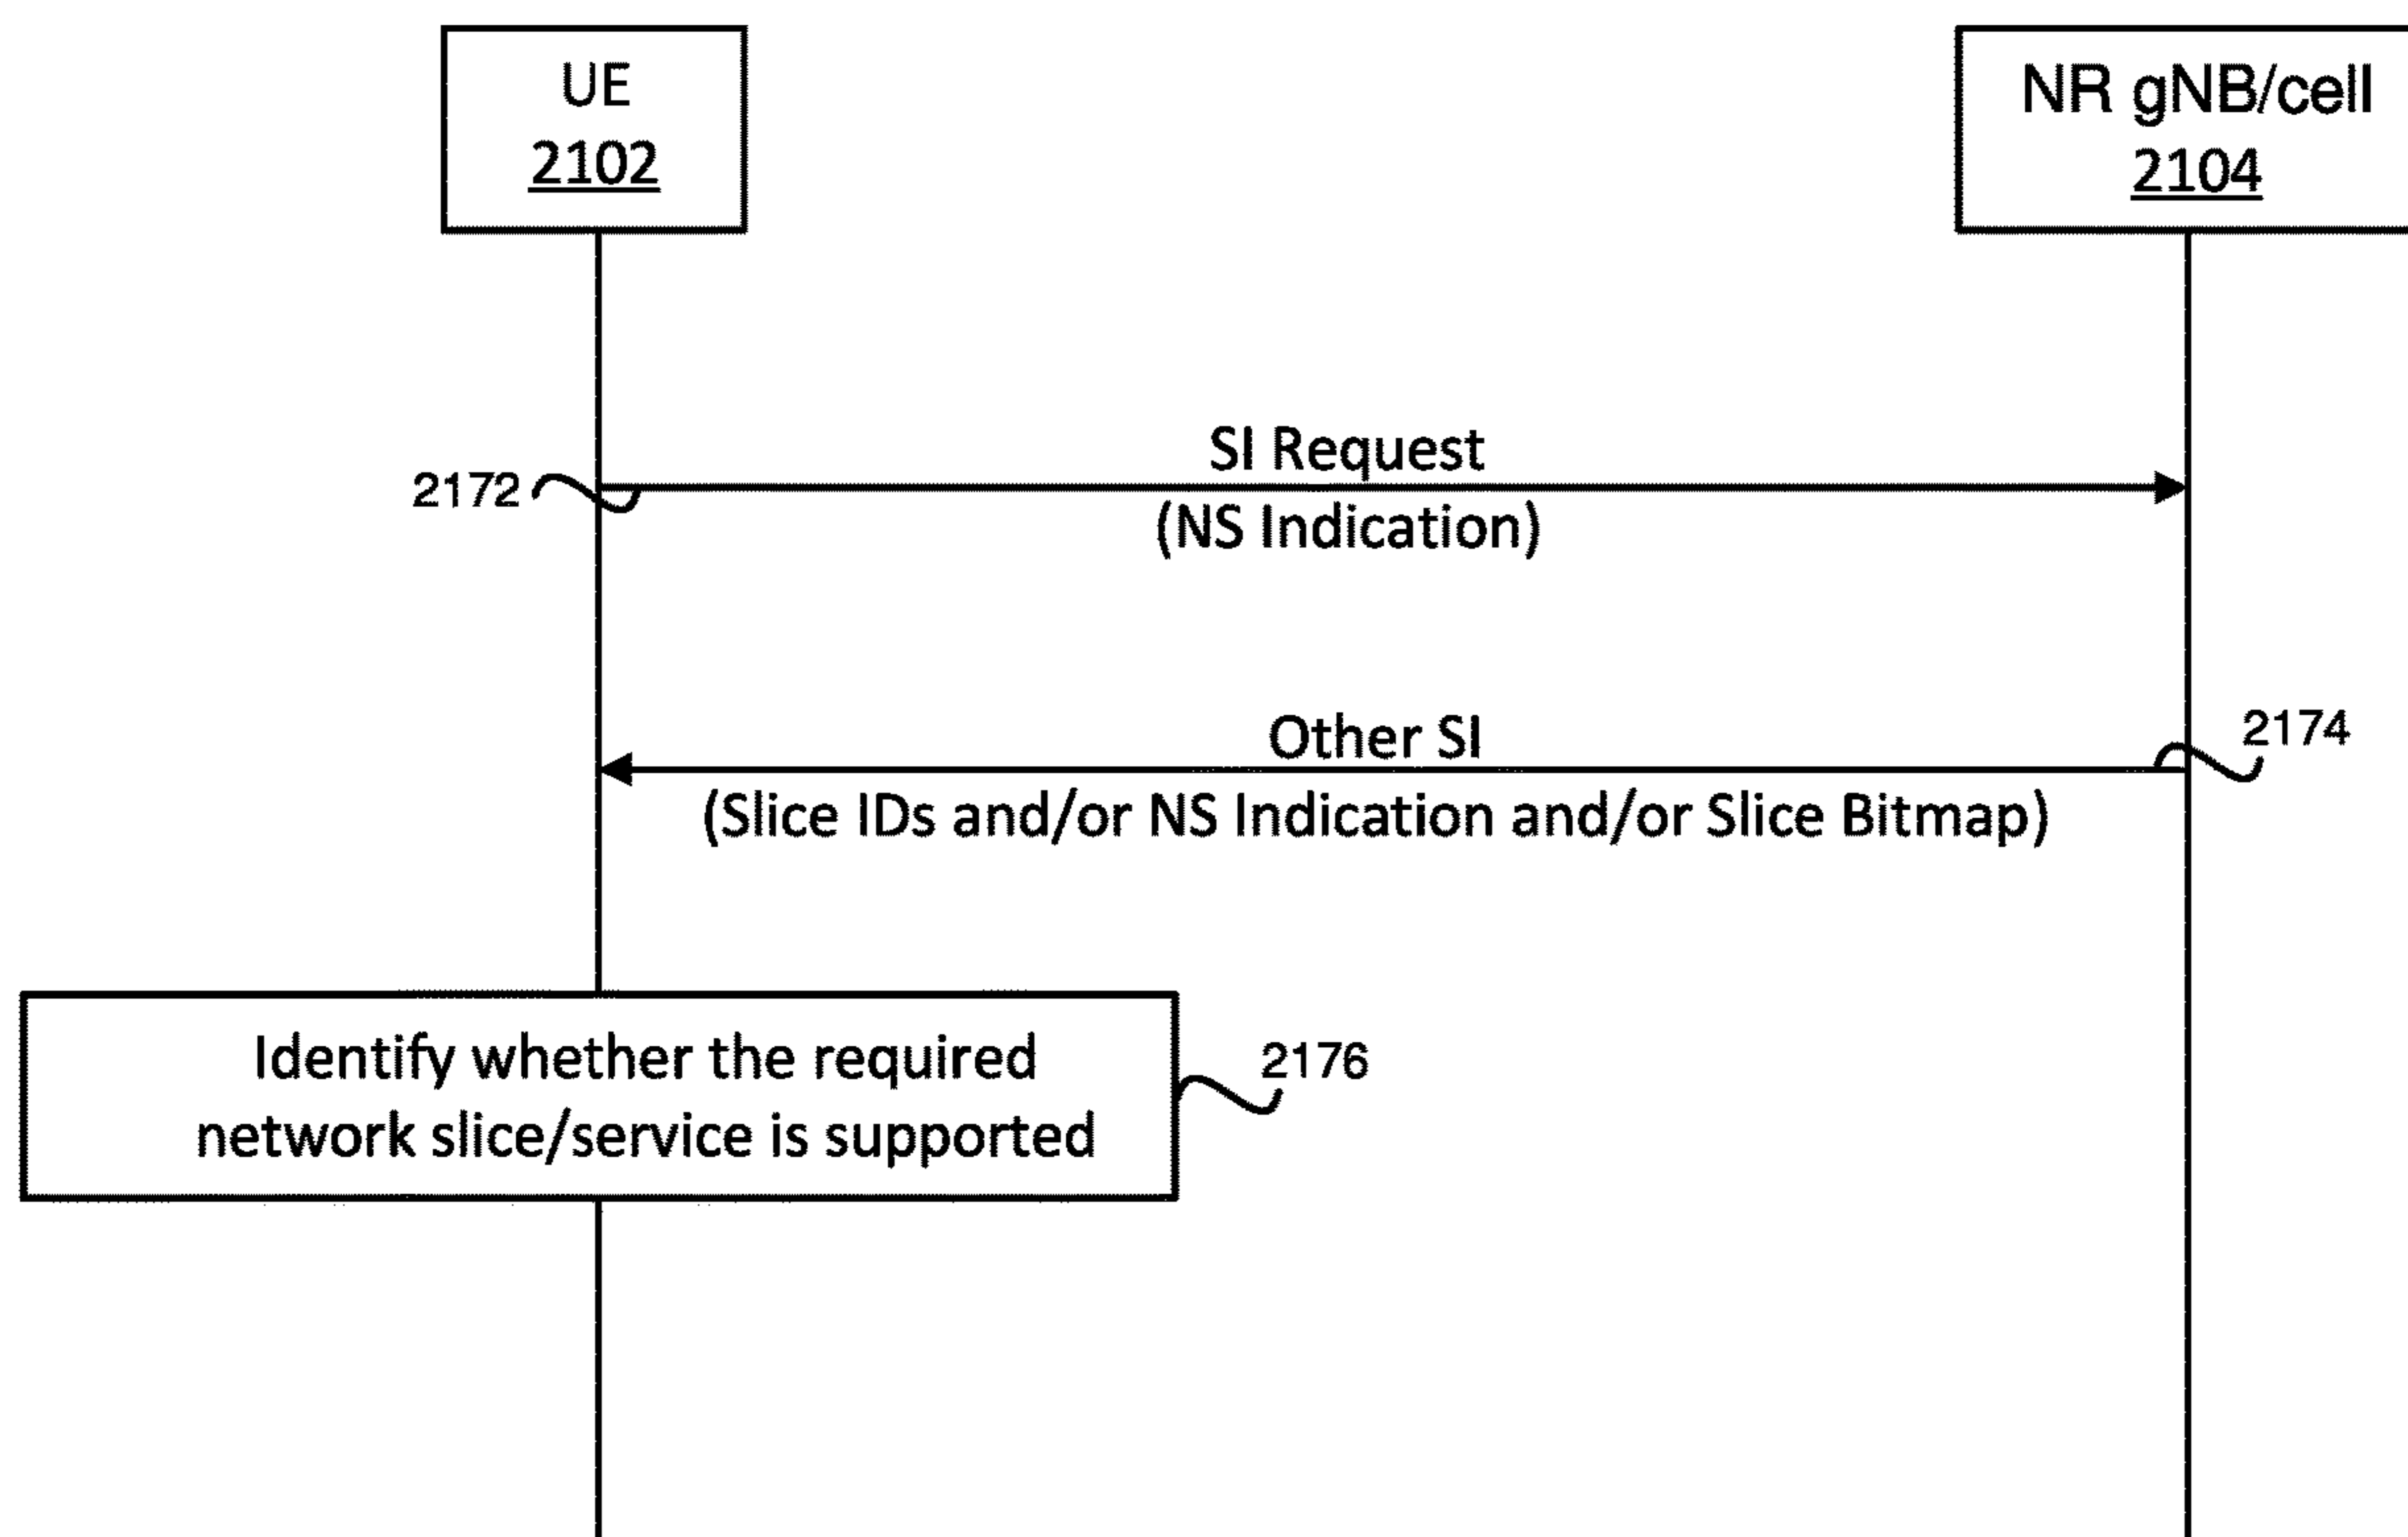 UE
2102
NR gNB/cell
2104
SI Request
2172
(NS Indication)
Other SI
2174
(Slice IDs and/or NS Indication and/or Slice Bitmap)
Identify whether the required
network slice/service is supported
2176